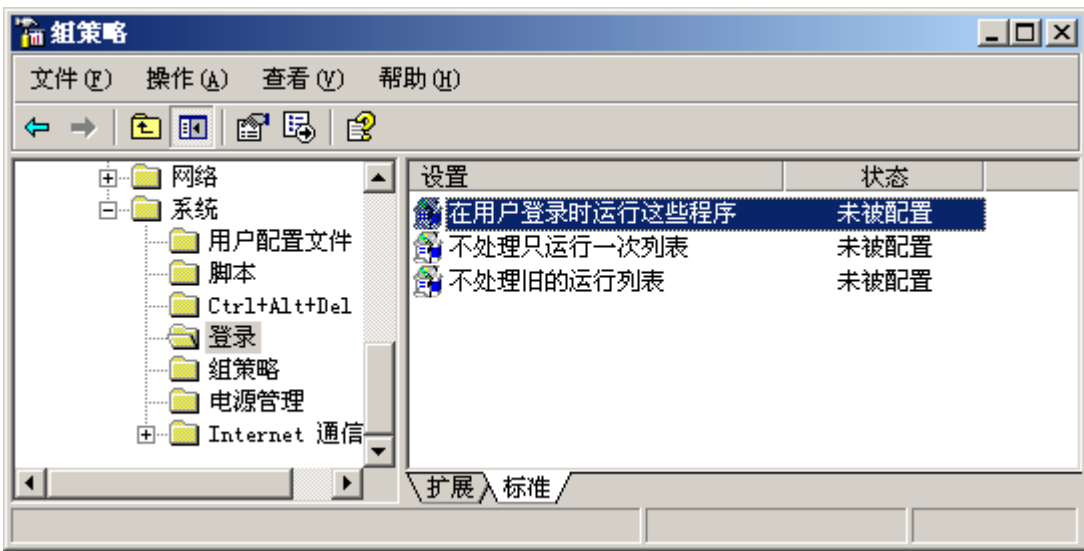 组策略
文件(F) 操作(A) 查看(V) 帮助(H)
网络
系统
用户配置文件
脚本
Ctrl+Alt+Del
登录
组策略
电源管理
Internet 通信
设置 状态
在用户登录时运行这些程序 未被配置
不处理只运行一次列表 未被配置
不处理旧的运行列表 未被配置
扩展 标准